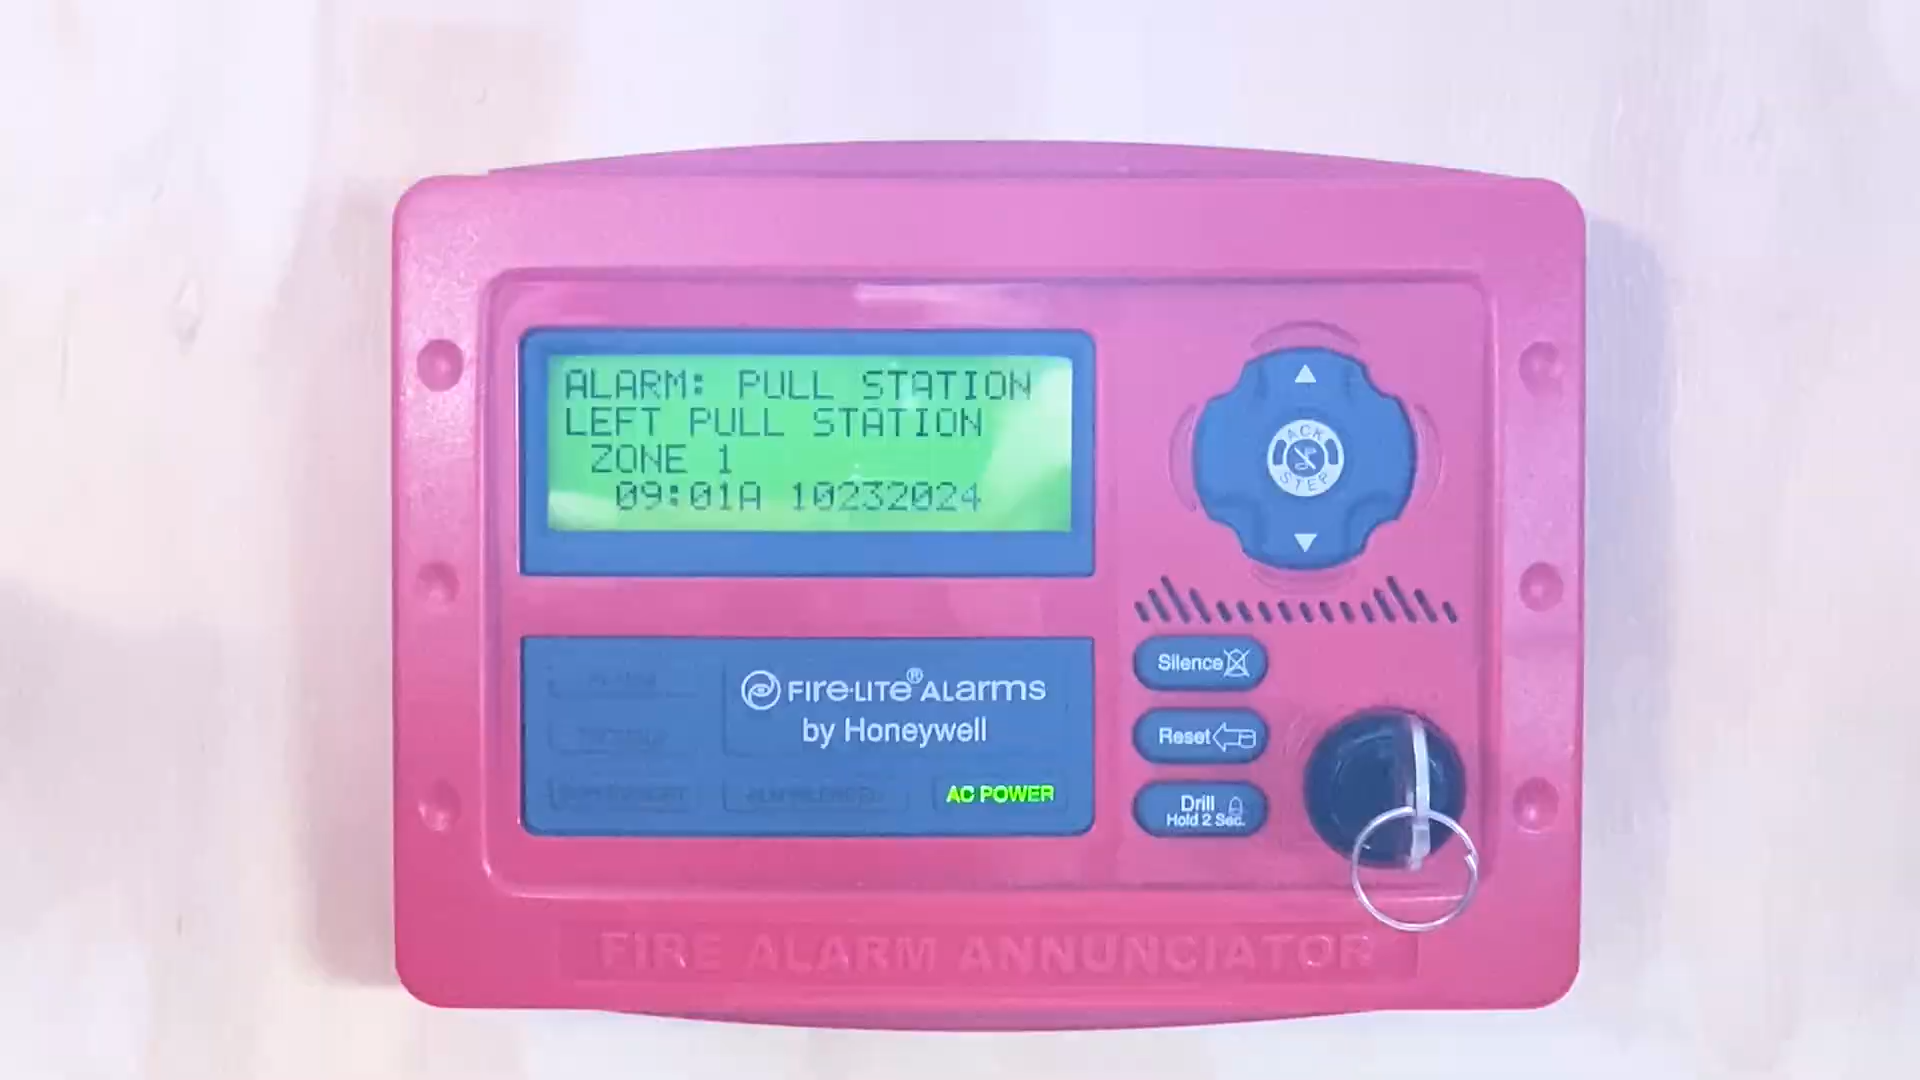 ALARM: PULL STATION
LEFT PULL STATION
ZONE 1
09:01A 10232024
ACK
STEP
FIRE·LITE® ALARMS
by Honeywell
AC POWER
Silence
Reset
Drill
Hold 2 Sec.
FIRE ALARM ANNUNCIATOR